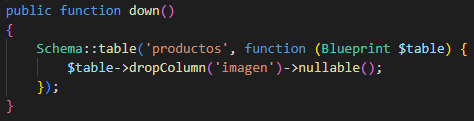 public function down()
{
    Schema::table('productos', function (Blueprint $table) {
        $table->dropColumn('imagen')->nullable();
    });
}